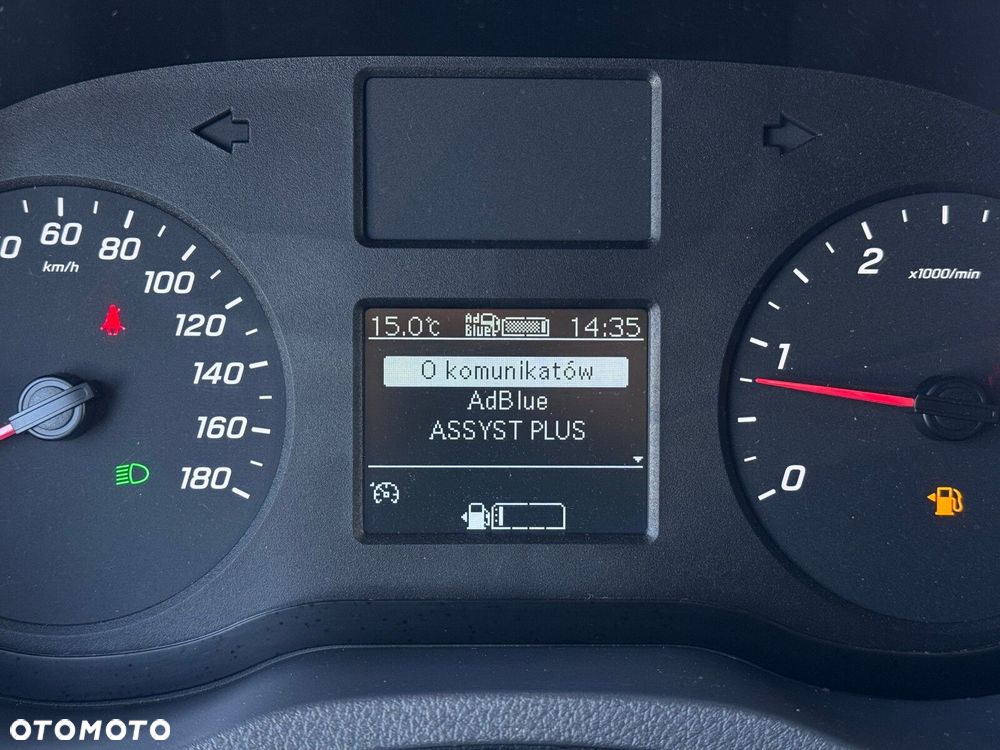 60
km/h
80
100
120
140
160
180
15.0°C
AdBlue
14:35
0 komunikatów
AdBlue
ASSYST PLUS
2
x1000/min
1
0
OTOMOTO